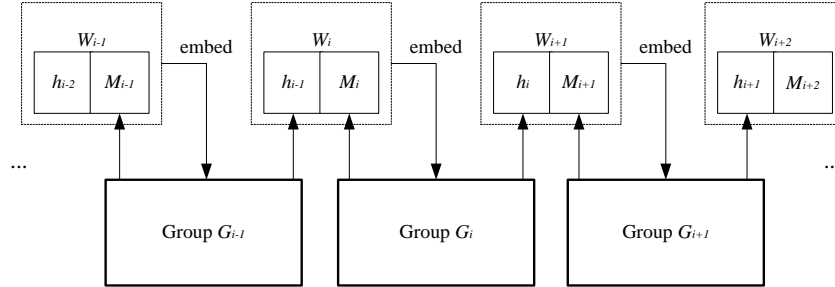 W_{i-1} embed W_i embed W_{i+1} embed W_{i+2}
h_{i-2} M_{i-1} h_{i-1} M_i h_i M_{i+1} h_{i+1} M_{i+2}
... ...
Group G_{i-1} Group G_i Group G_{i+1}